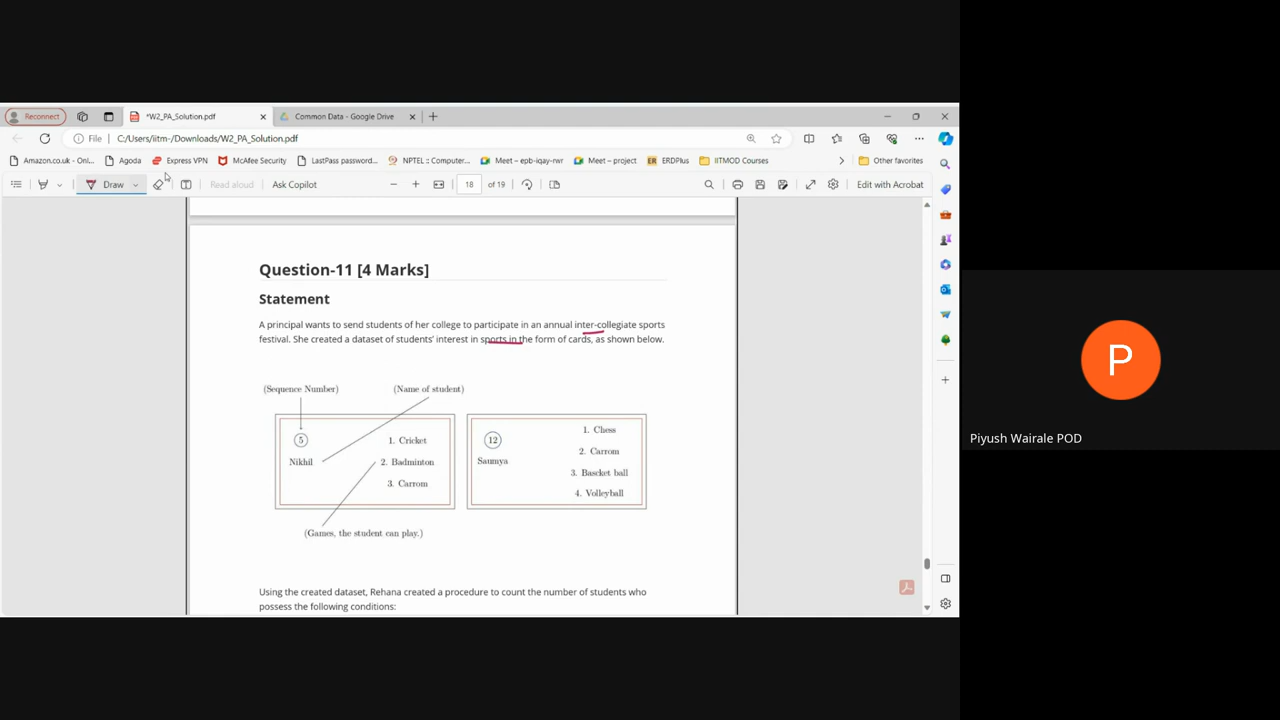 Reconnect
*W2_PA_Solution.pdf
Common Data - Google Drive
File
C:/Users/iitm-/Downloads/W2_PA_Solution.pdf
Amazon.co.uk - Onl...
Agoda
Express VPN
McAfee Security
LastPass password...
NPTEL :: Computer...
Meet – epb-iqay-rwr
Meet – project
ER ERDPlus
IITMOD Courses
Other favorites
Draw
Read aloud
Ask Copilot
18 of 19
Edit with Acrobat
Question-11 [4 Marks]
Statement
A principal wants to send students of her college to participate in an annual inter-collegiate sports
festival. She created a dataset of students' interest in sports in the form of cards, as shown below.
(Sequence Number)
(Name of student)
5
Nikhil
1. Cricket
2. Badminton
3. Carrom
12
Saumya
1. Chess
2. Carrom
3. Bascket ball
4. Volleyball
(Games, the student can play.)
Using the created dataset, Rehana created a procedure to count the number of students who
possess the following conditions:
P
Piyush Wairale POD